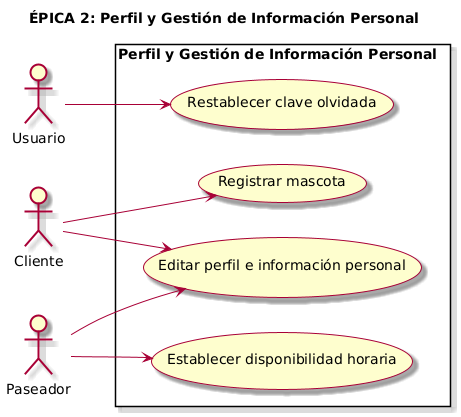 ÉPICA 2: Perfil y Gestión de Información Personal
Perfil y Gestión de Información Personal
Restablecer clave olvidada
Usuario
Registrar mascota
Cliente
Editar perfil e información personal
Establecer disponibilidad horaria
Paseador